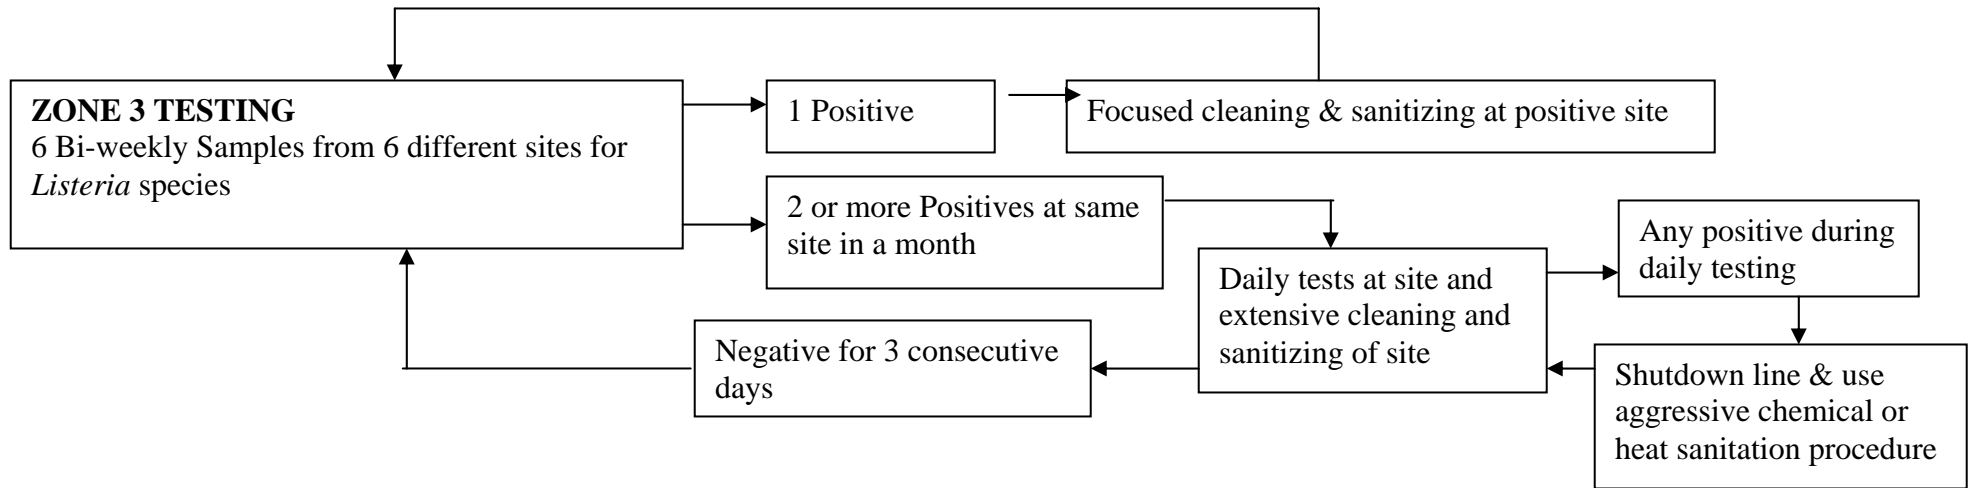 ZONE 3 TESTING
6 Bi-weekly Samples from 6 different sites for
Listeria species
1 Positive
Focused cleaning & sanitizing at positive site
2 or more Positives at same
site in a month
Daily tests at site and
extensive cleaning and
sanitizing of site
Any positive during
daily testing
Negative for 3 consecutive
days
Shutdown line & use
aggressive chemical or
heat sanitation procedure